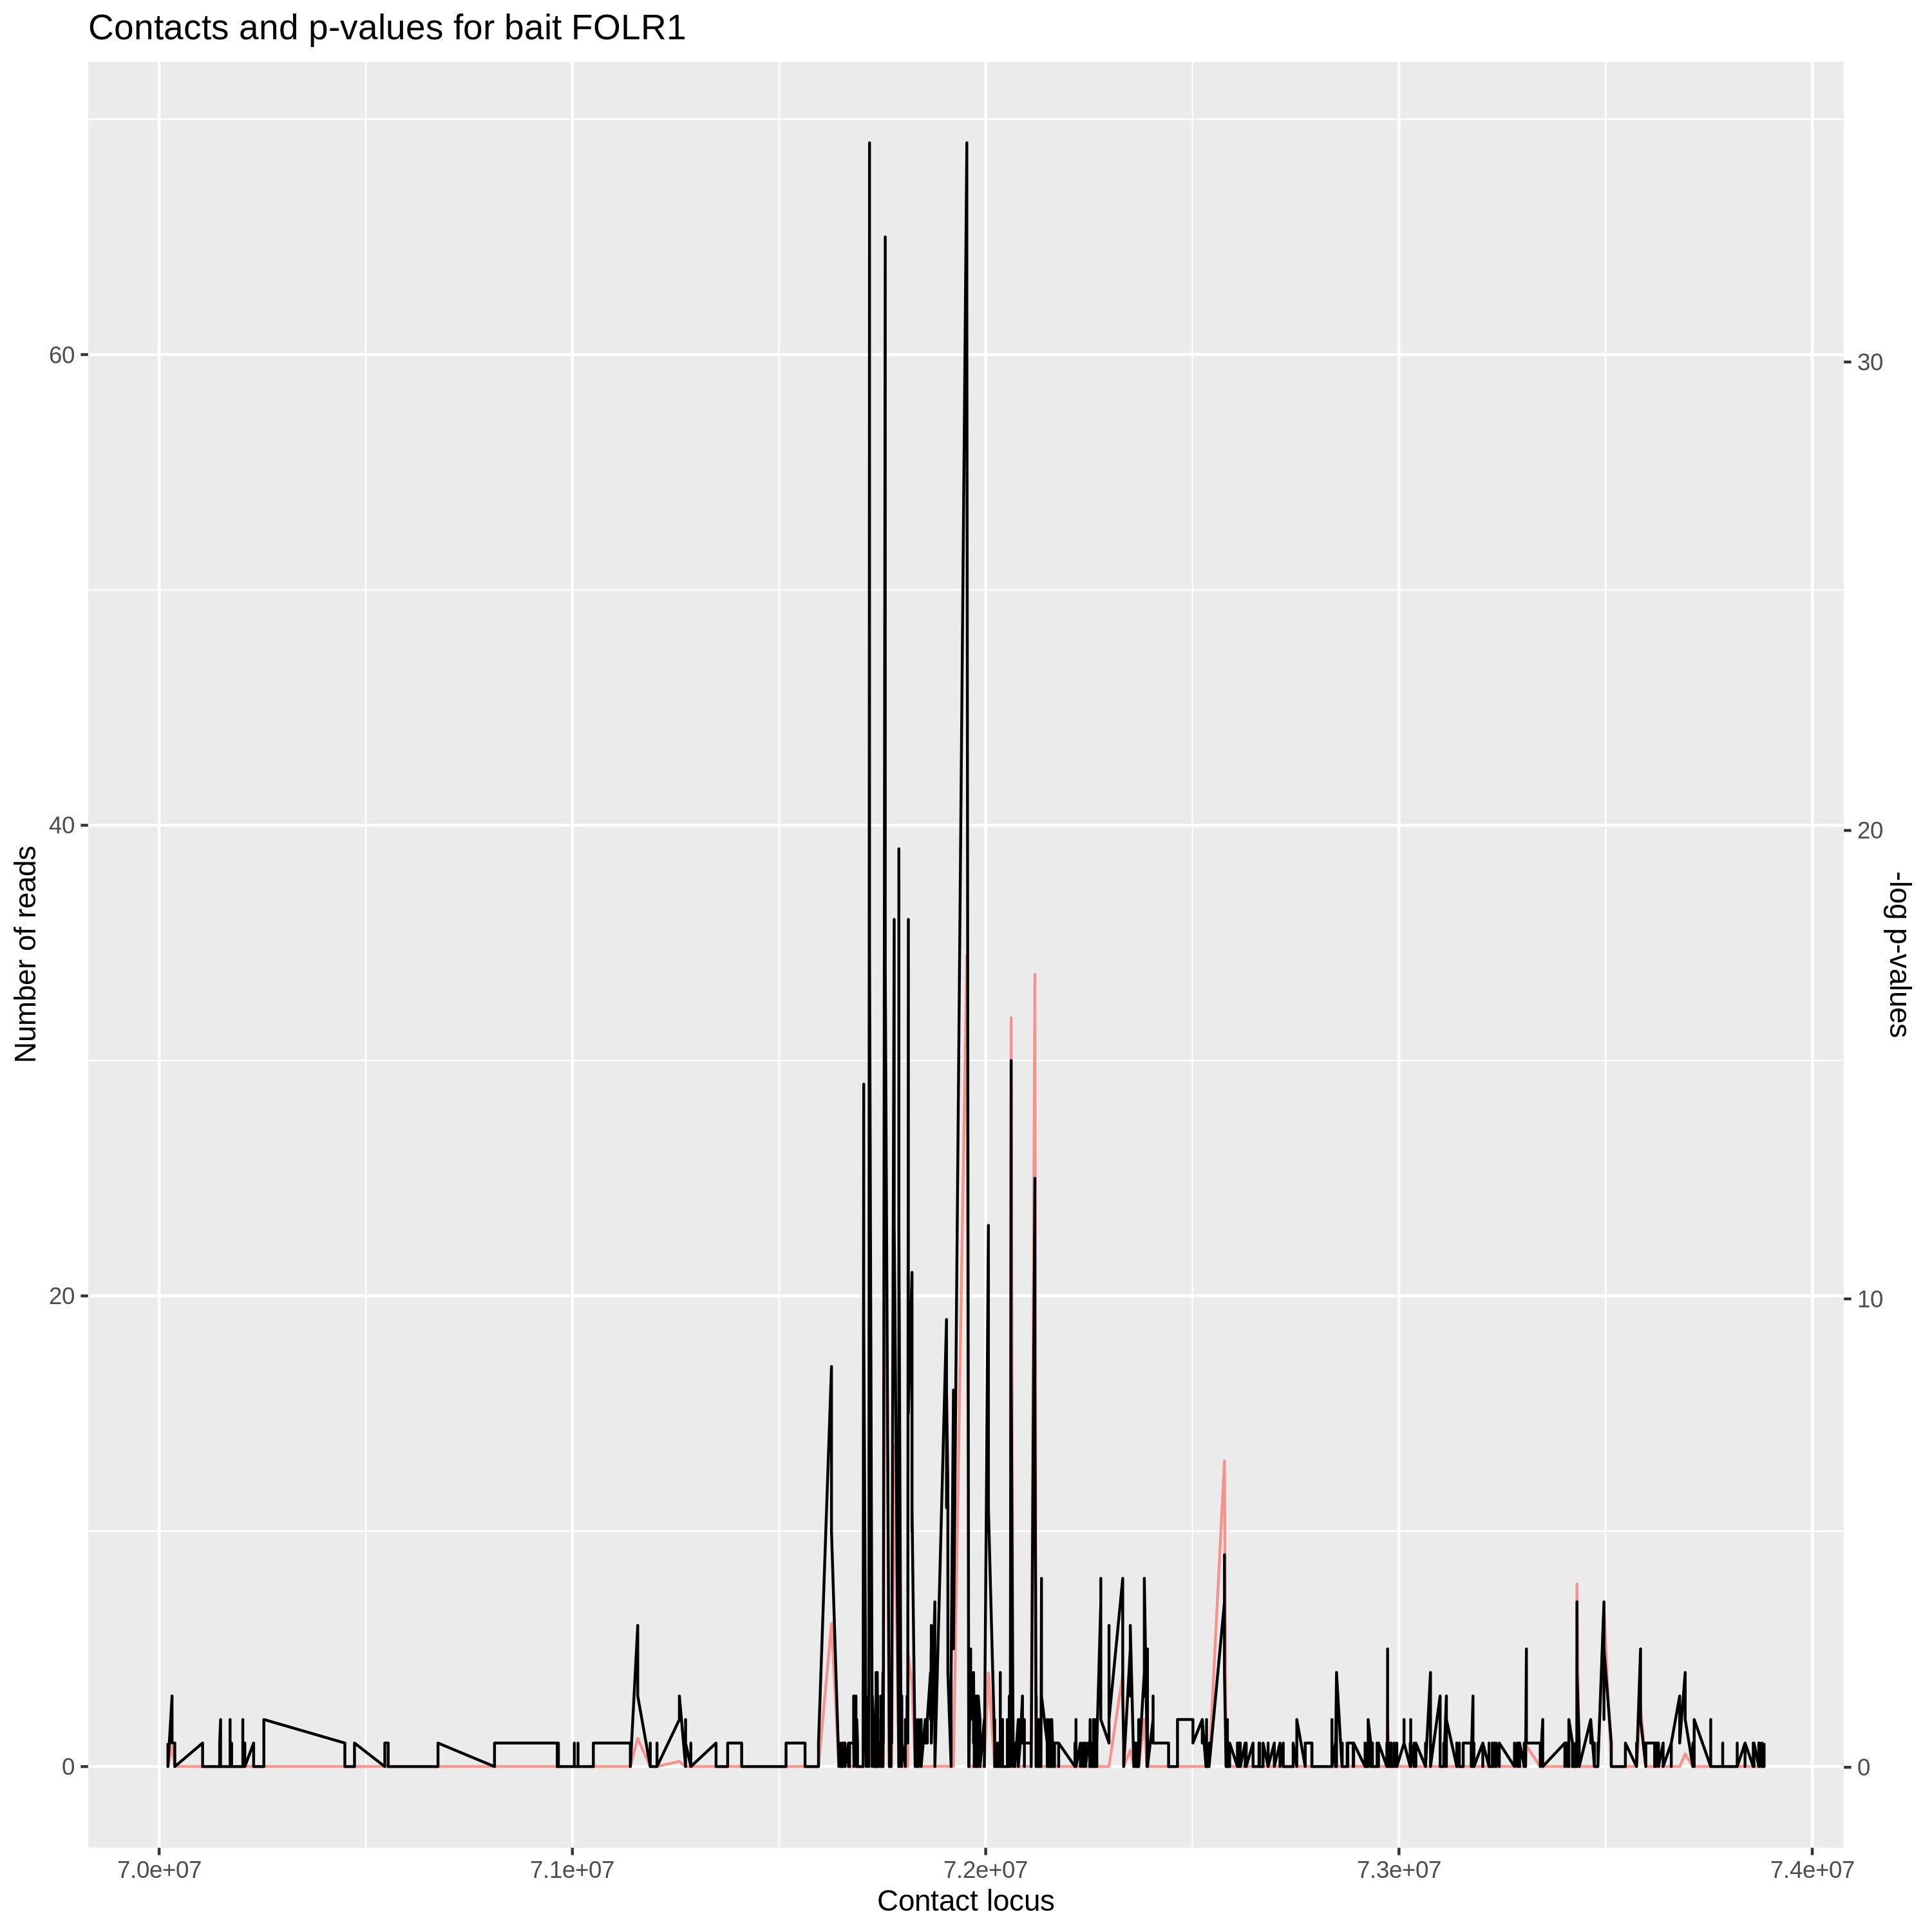 Contacts and p-values for bait FOLR1
60
40
20
0
30
20
10
0
Number of reads
-log p-values
7.0e+07 7.1e+07 7.2e+07 7.3e+07 7.4e+07
Contact locus